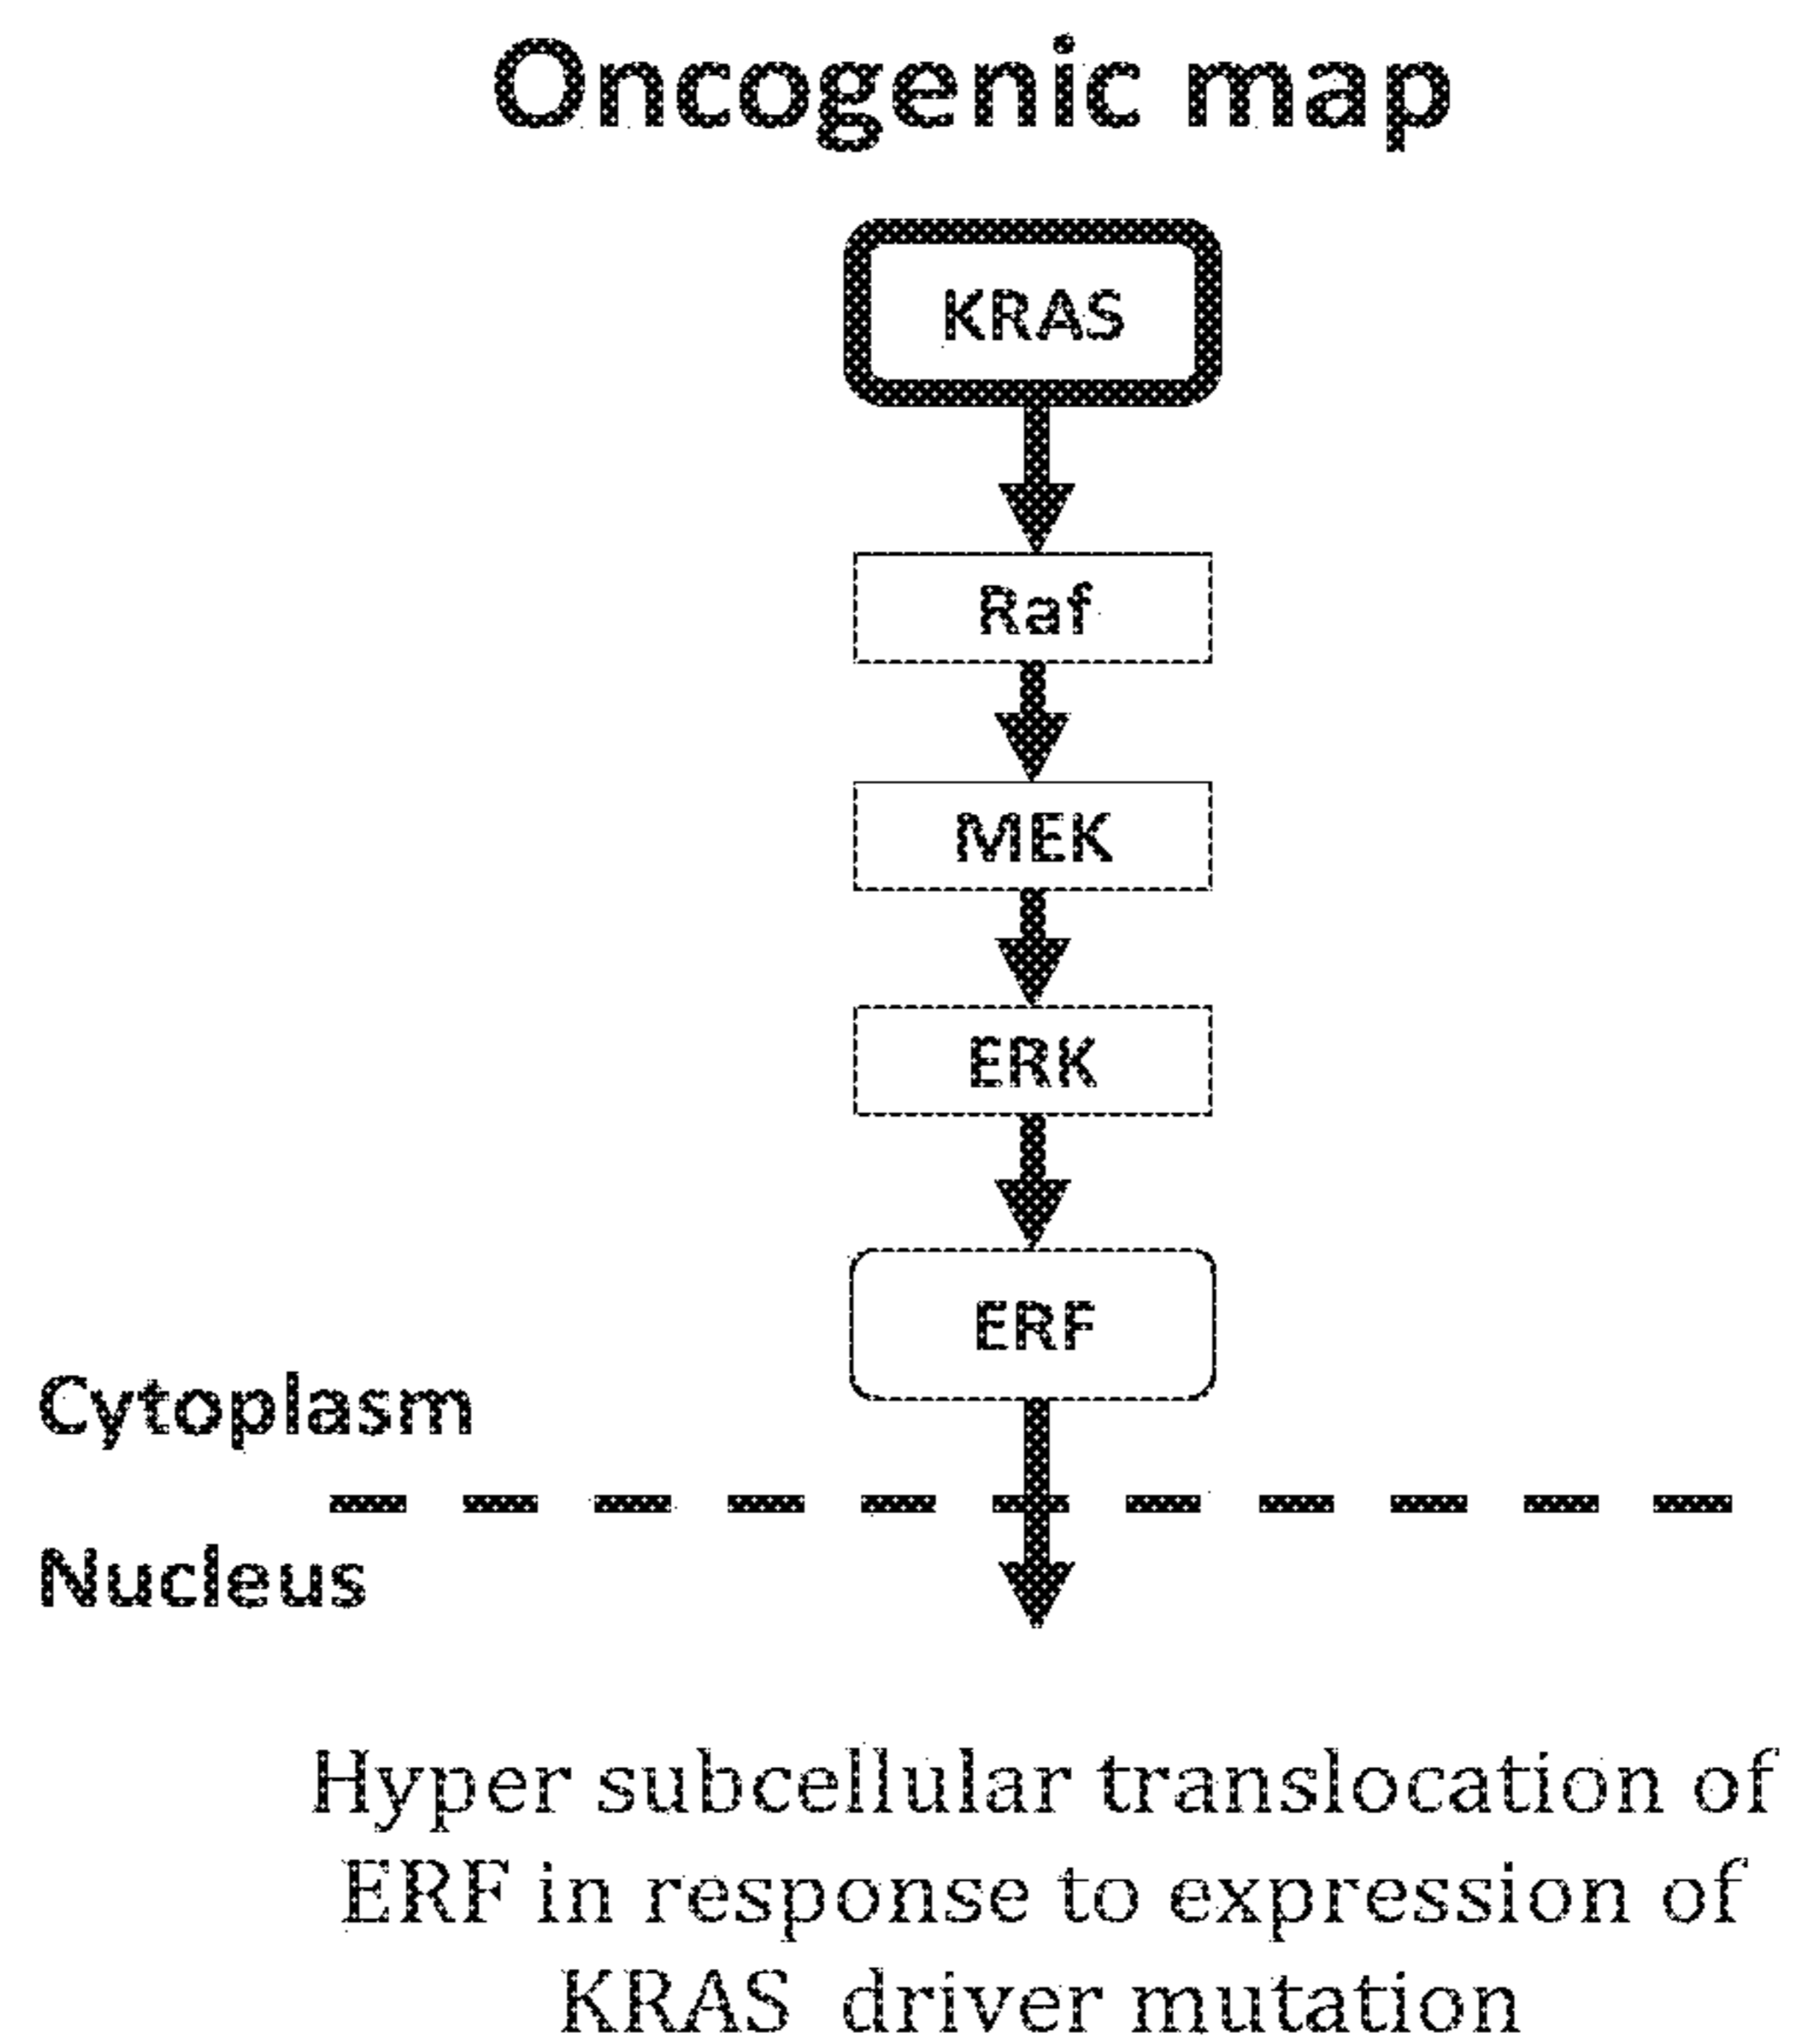 Oncogenic map
KRAS
Raf
MEK
ERK
ERF
Cytoplasm
Nucleus
Hyper subcellular translocation of
ERF in response to expression of
KRAS driver mutation